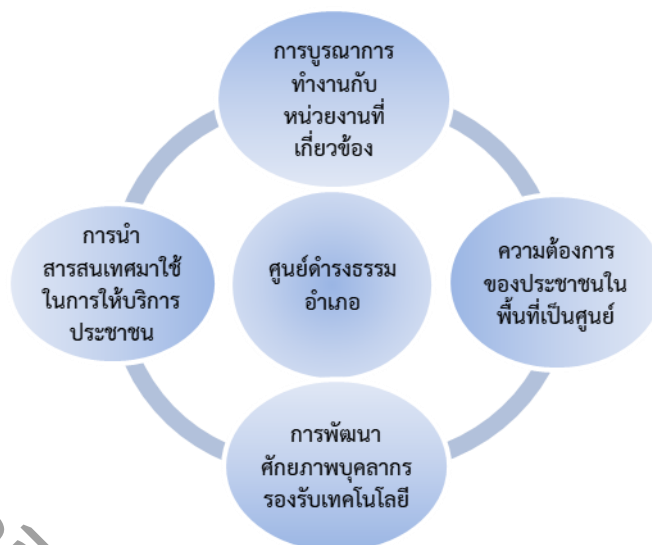 การบูรณาการ
ทำงานกับ
หน่วยงานที่
เกี่ยวข้อง
การนำ
สารสนเทศมาใช้
ในการให้บริการ
ประชาชน
ศูนย์ดำรงธรรม
อำเภอ
ความต้องการ
ของประชาชนใน
พื้นที่เป็นศูนย์
การพัฒนา
ศักยภาพบุคลากร
รองรับเทคโนโลยี